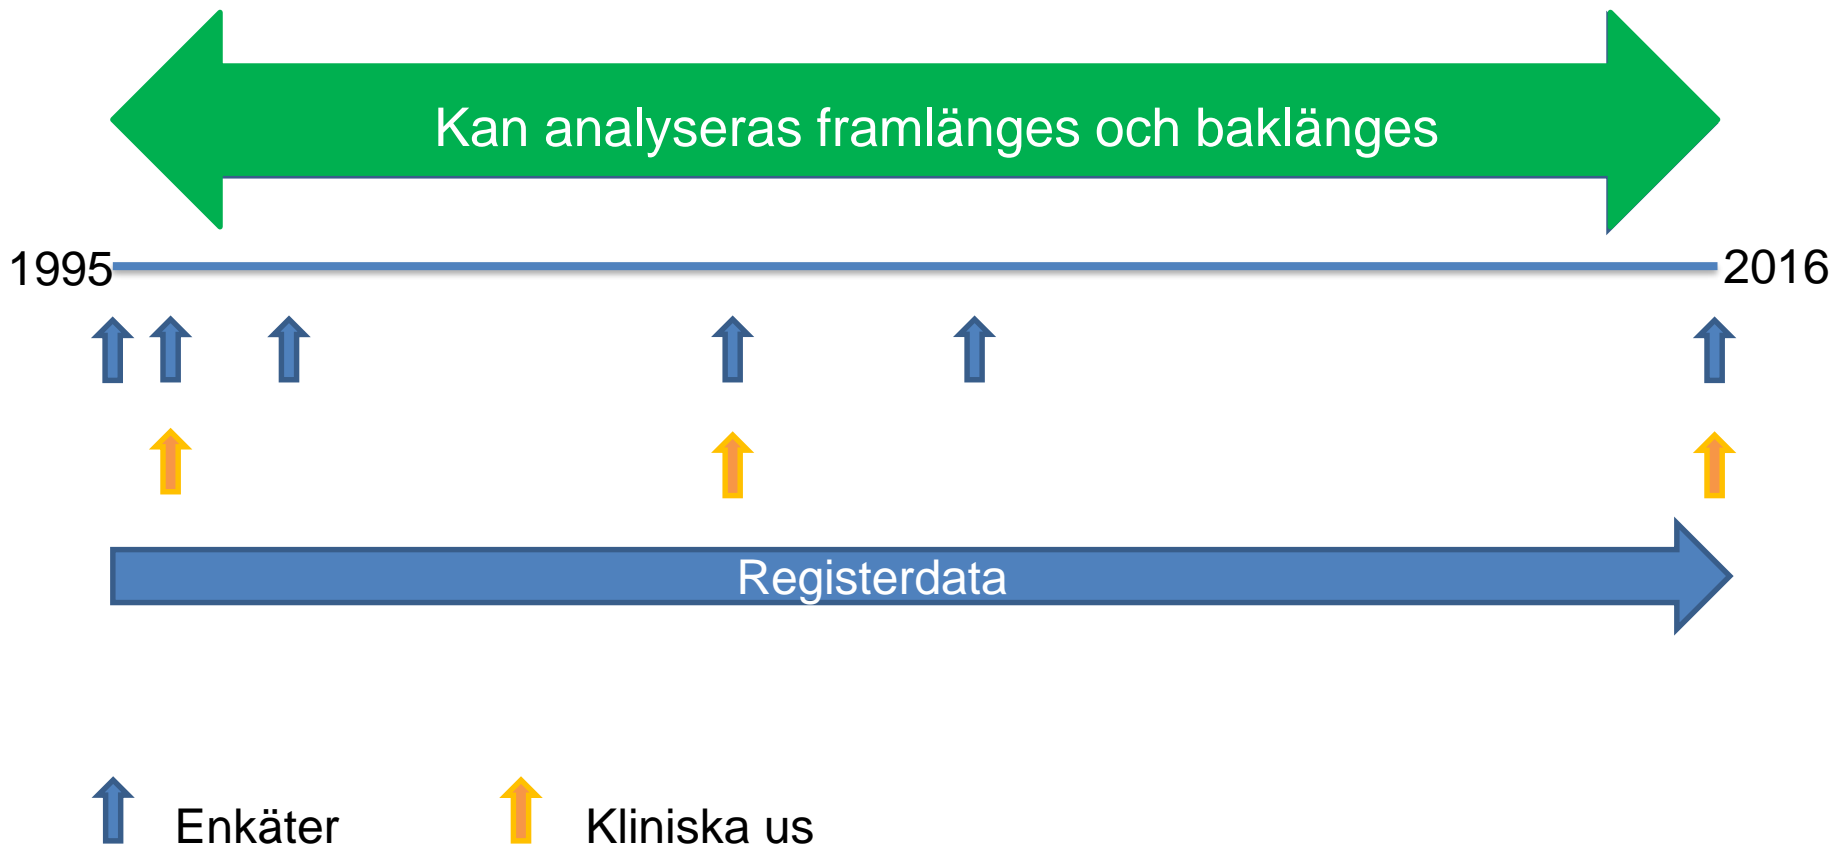 Kan analyseras framlänges och baklänges
1995
2016
Registerdata
Enkäter
Kliniska us